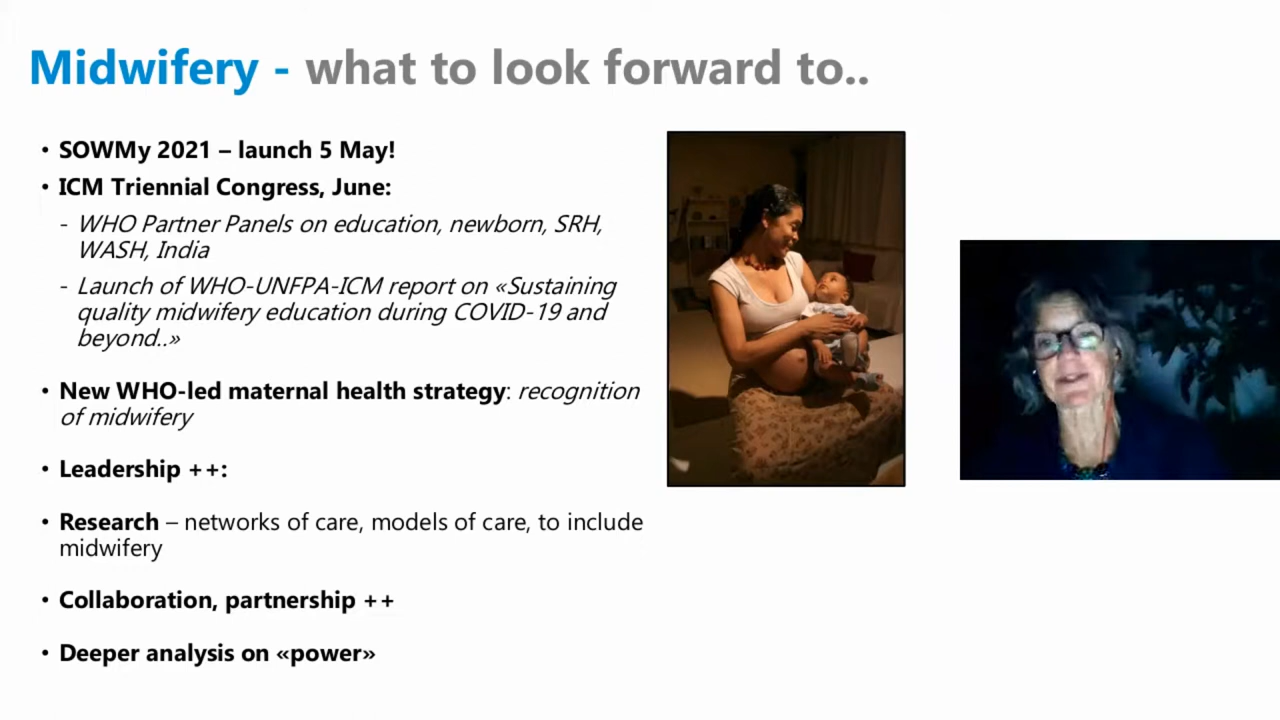 Midwifery - what to look forward to..
• SOWMy 2021 – launch 5 May!
• ICM Triennial Congress, June:
- WHO Partner Panels on education, newborn, SRH,
WASH, India
- Launch of WHO-UNFPA-ICM report on «Sustaining
quality midwifery education during COVID-19 and
beyond..»
• New WHO-led maternal health strategy: recognition
of midwifery
• Leadership ++:
• Research – networks of care, models of care, to include
midwifery
• Collaboration, partnership ++
• Deeper analysis on «power»